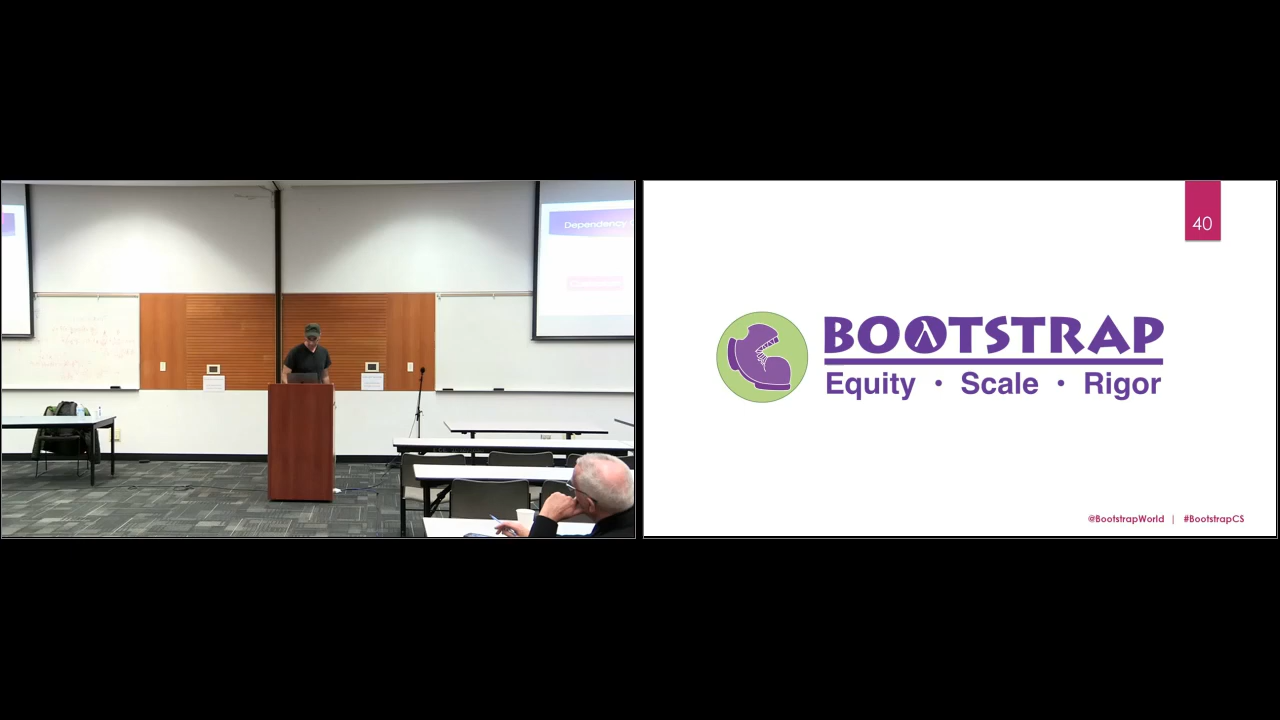 Dependency
40
BOOTSTRAP
Equity • Scale • Rigor
@BootstrapWorld | #BootstrapCS